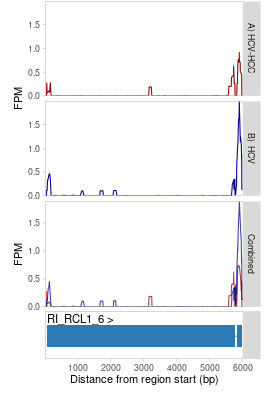 1.5
1.0
0.5
0.0
FPM
A) HCV-HCC
1.5
1.0
0.5
0.0
B) HCV
1.5
1.0
0.5
0.0
FPM
Combined
RI_RCL1_6 >
1000 2000 3000 4000 5000 6000
Distance from region start (bp)